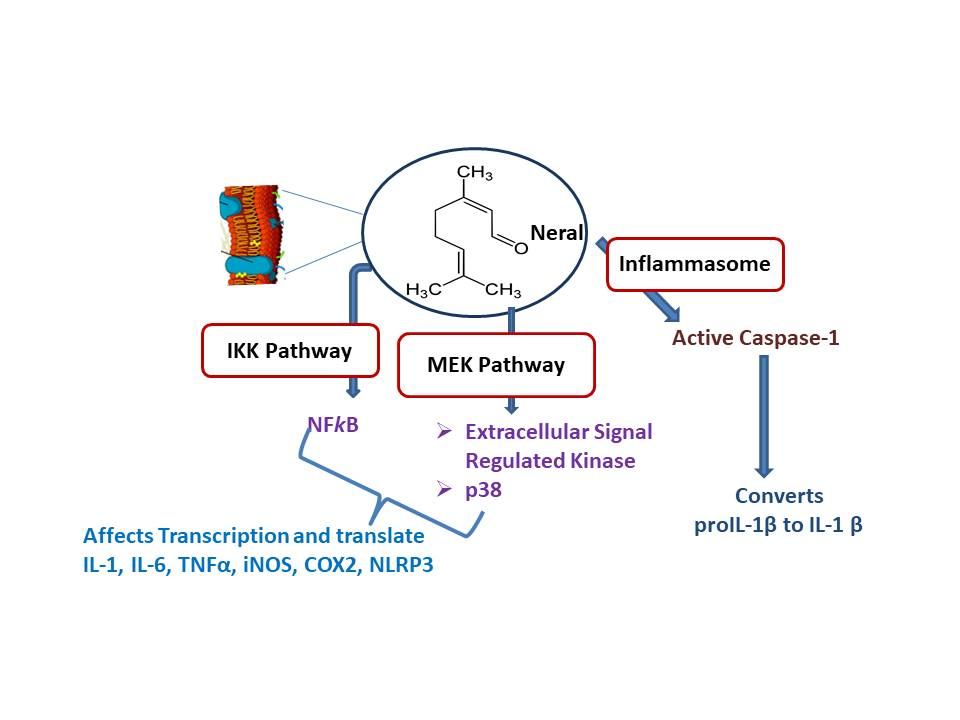 CH₃
Neral
O
H₃C
CH₃
Inflammasome
IKK Pathway
MEK Pathway
Active Caspase-1
NFkB
➢ Extracellular Signal
Regulated Kinase
➢ p38
Converts
proIL-1β to IL-1 β
Affects Transcription and translate
IL-1, IL-6, TNFα, iNOS, COX2, NLRP3